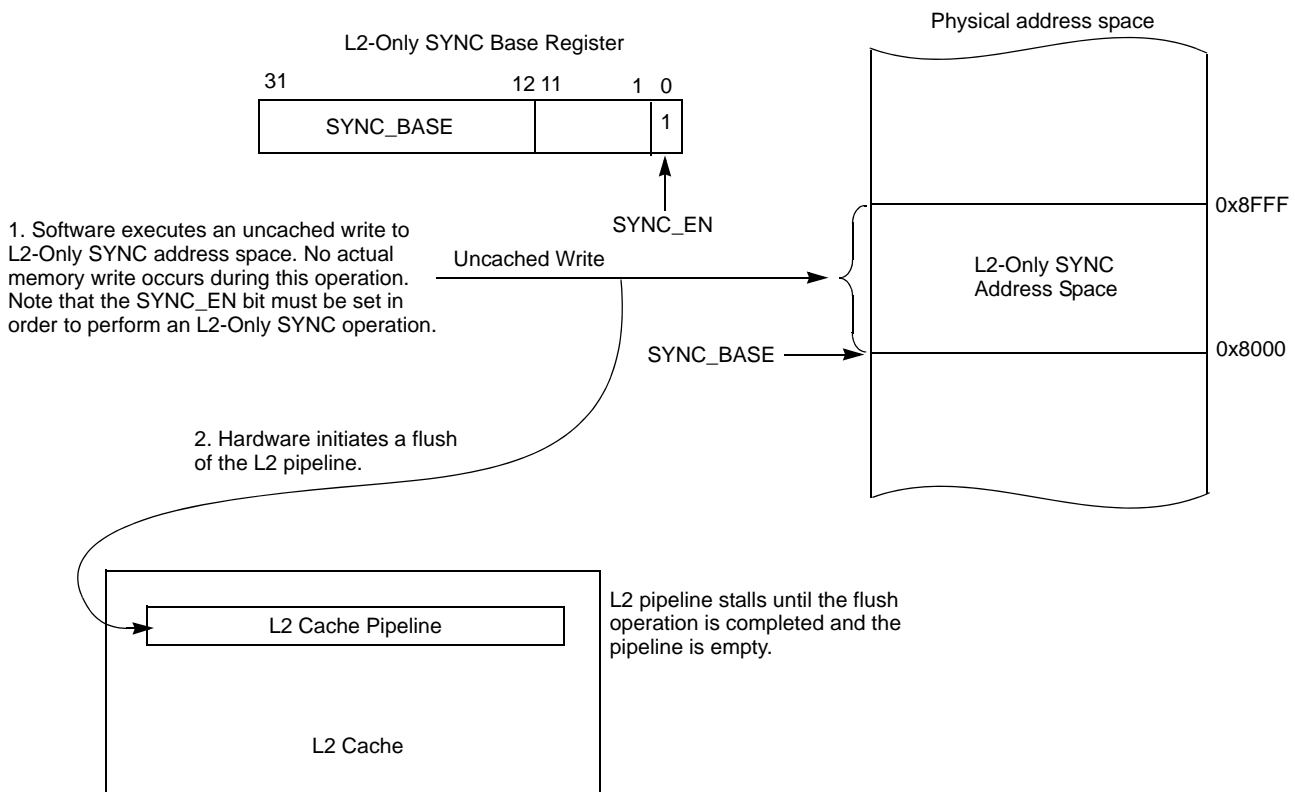 Physical address space
L2-Only SYNC Base Register
31 12 11 1 0
SYNC_BASE 1
0x8FFF
SYNC_EN
1. Software executes an uncached write to
L2-Only SYNC address space. No actual
memory write occurs during this operation.
Note that the SYNC_EN bit must be set in
order to perform an L2-Only SYNC operation.
Uncached Write
L2-Only SYNC
Address Space
SYNC_BASE
0x8000
2. Hardware initiates a flush
of the L2 pipeline.
L2 Cache Pipeline
L2 pipeline stalls until the flush
operation is completed and the
pipeline is empty.
L2 Cache